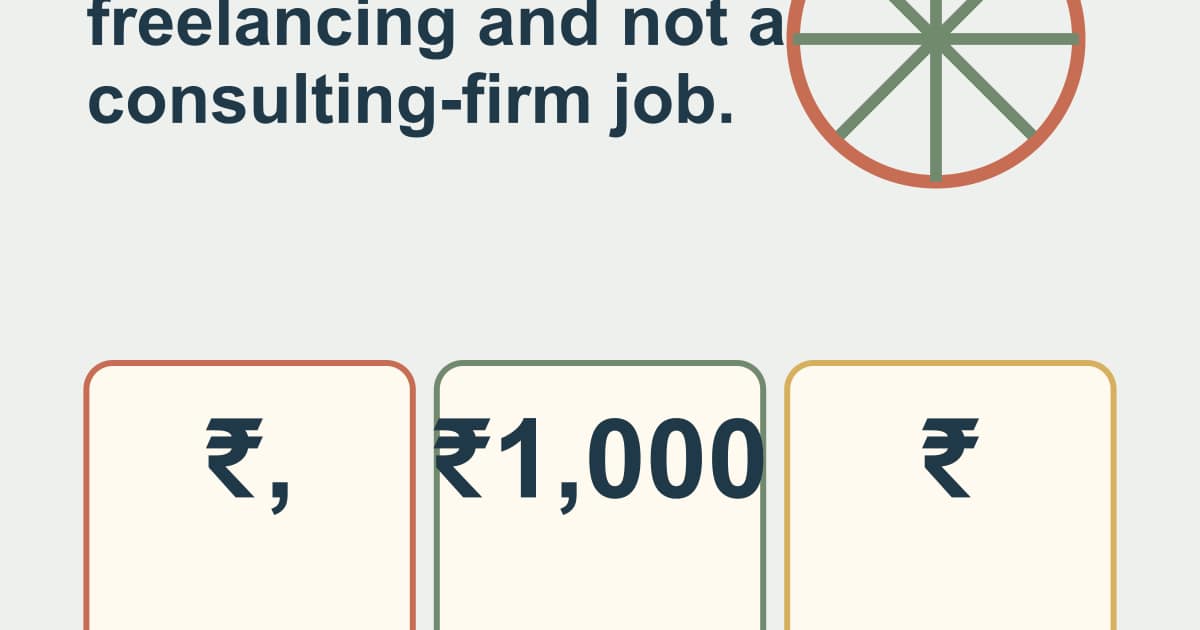 freelancing and not a
consulting-firm job.
₹,
₹1,000
₹